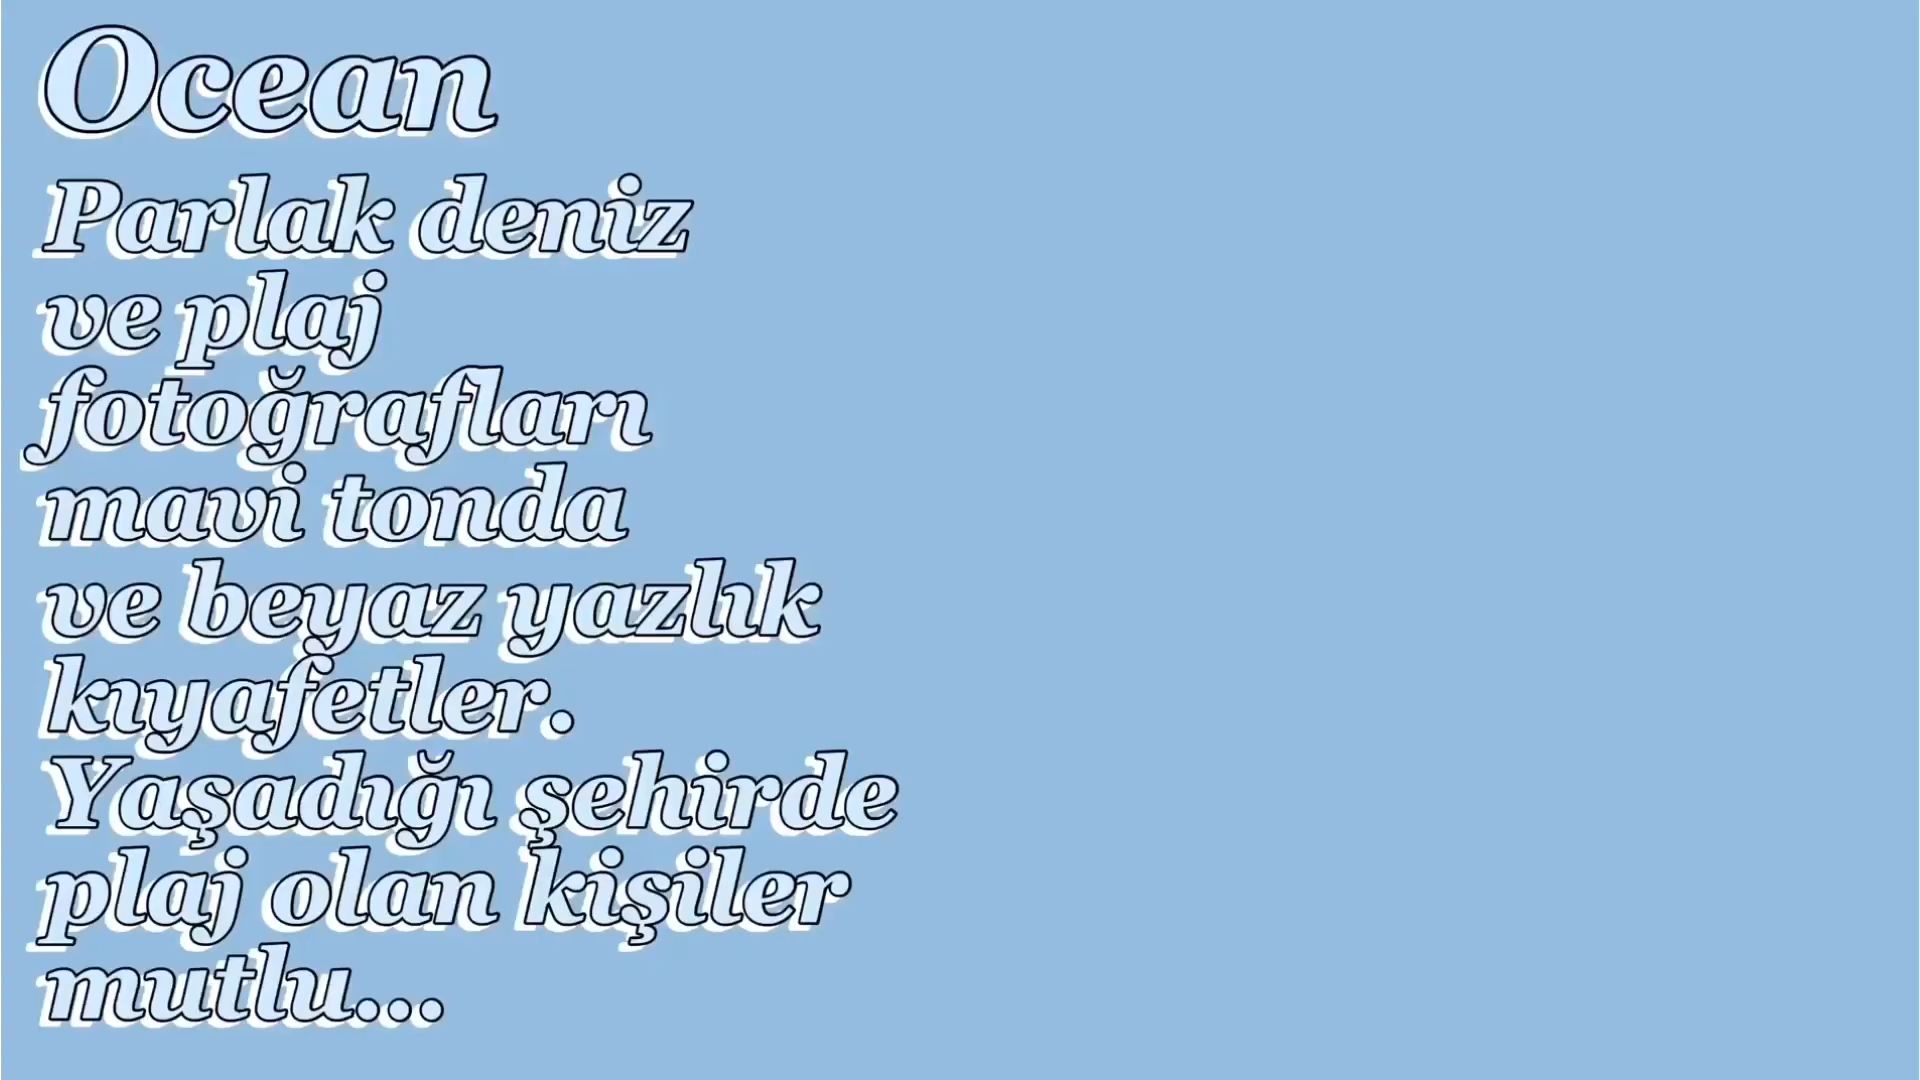 Ocean
Parlak deniz
ve plaj
fotoğrafları
mavi tonda
ve beyaz yazlık
kıyafetler.
Yaşadığı şehirde
plaj olan kişiler
mutlu...